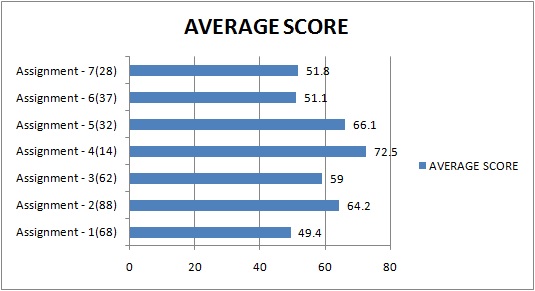 AVERAGE SCORE
Assignment - 7(28) 51.8
Assignment - 6(37) 51.1
Assignment - 5(32) 66.1
Assignment - 4(14) 72.5
Assignment - 3(62) 59
Assignment - 2(88) 64.2
Assignment - 1(68) 49.4
0 20 40 60 80
AVERAGE SCORE